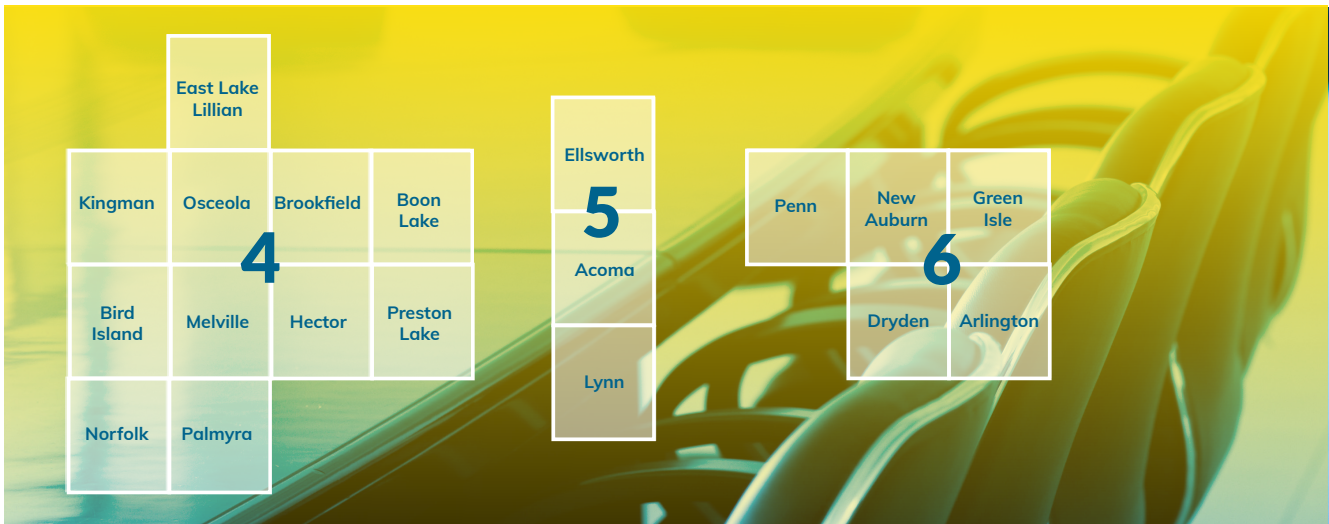 East Lake
Lillian
Kingman
Osceola
Brookfield
Boon
Lake
4
Bird
Island
Melville
Hector
Preston
Lake
Norfolk
Palmyra
Ellsworth
5
Acoma
Lynn
Penn
New
Auburn
Green
Isle
6
Dryden
Arlington